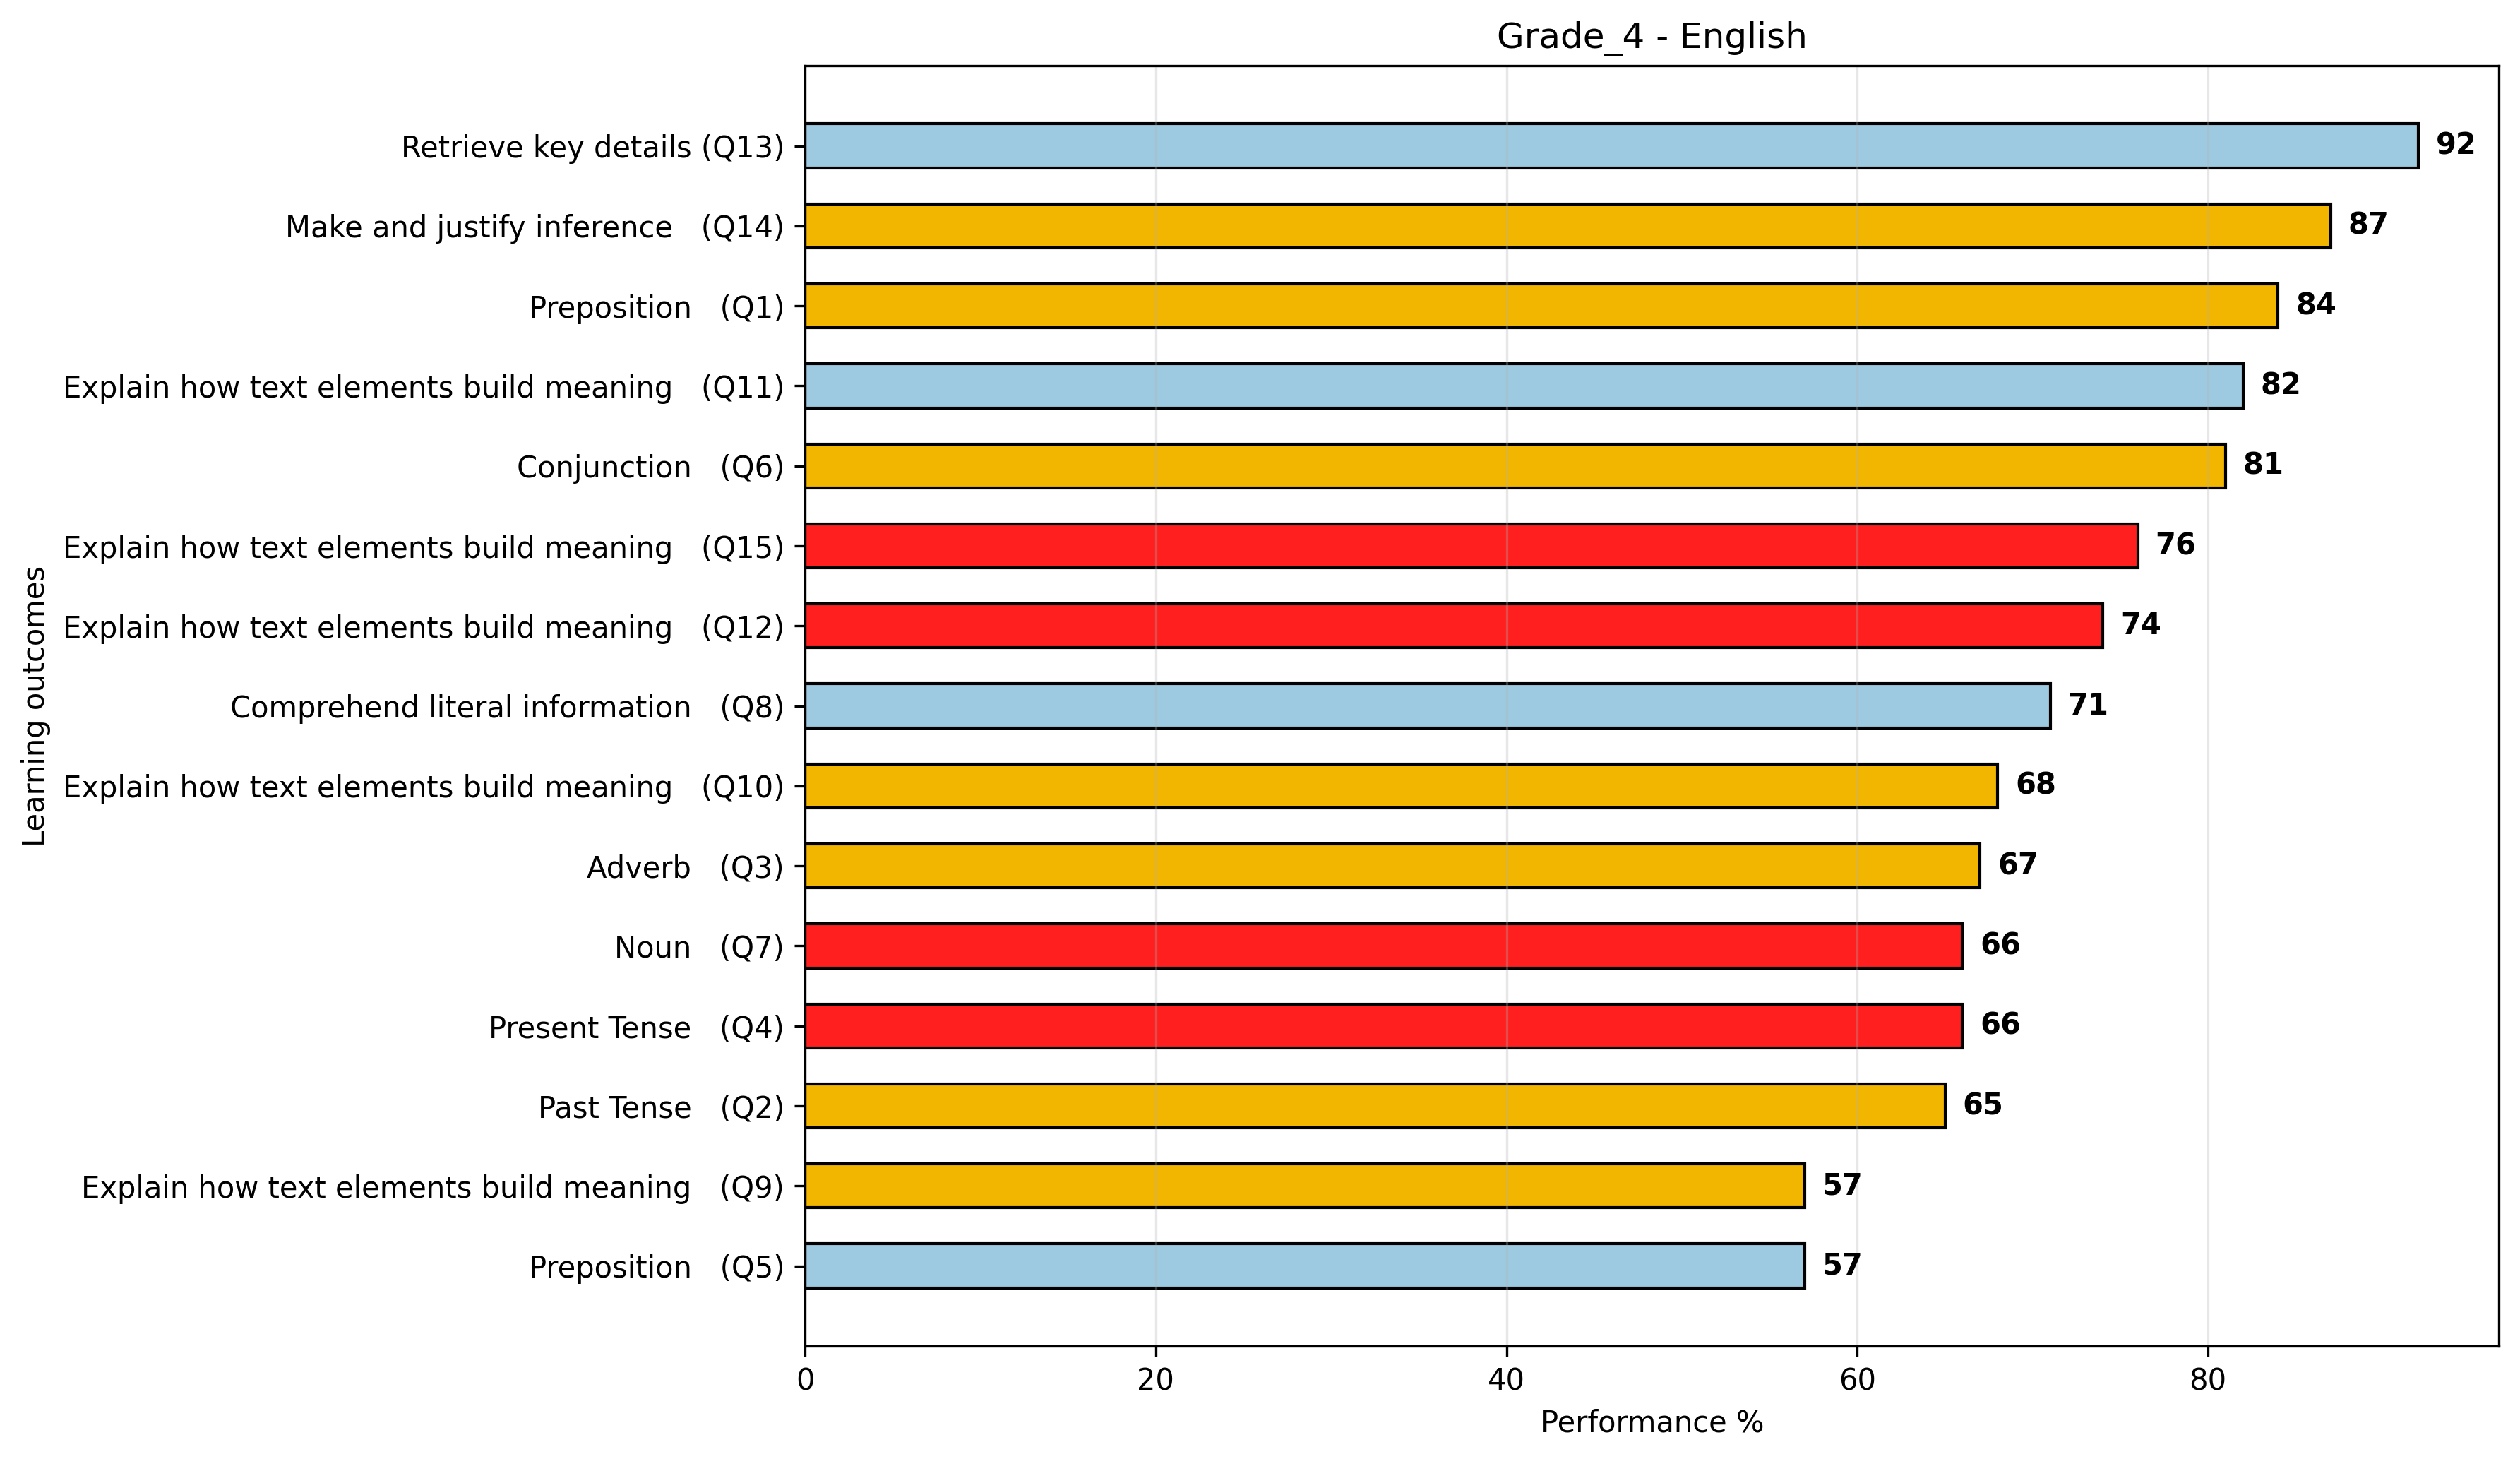 Grade_4 - English
Learning outcomes
Retrieve key details (Q13) 92
Make and justify inference (Q14) 87
Preposition (Q1) 84
Explain how text elements build meaning (Q11) 82
Conjunction (Q6) 81
Explain how text elements build meaning (Q15) 76
Explain how text elements build meaning (Q12) 74
Comprehend literal information (Q8) 71
Explain how text elements build meaning (Q10) 68
Adverb (Q3) 67
Noun (Q7) 66
Present Tense (Q4) 66
Past Tense (Q2) 65
Explain how text elements build meaning (Q9) 57
Preposition (Q5) 57
0 20 40 60 80
Performance %